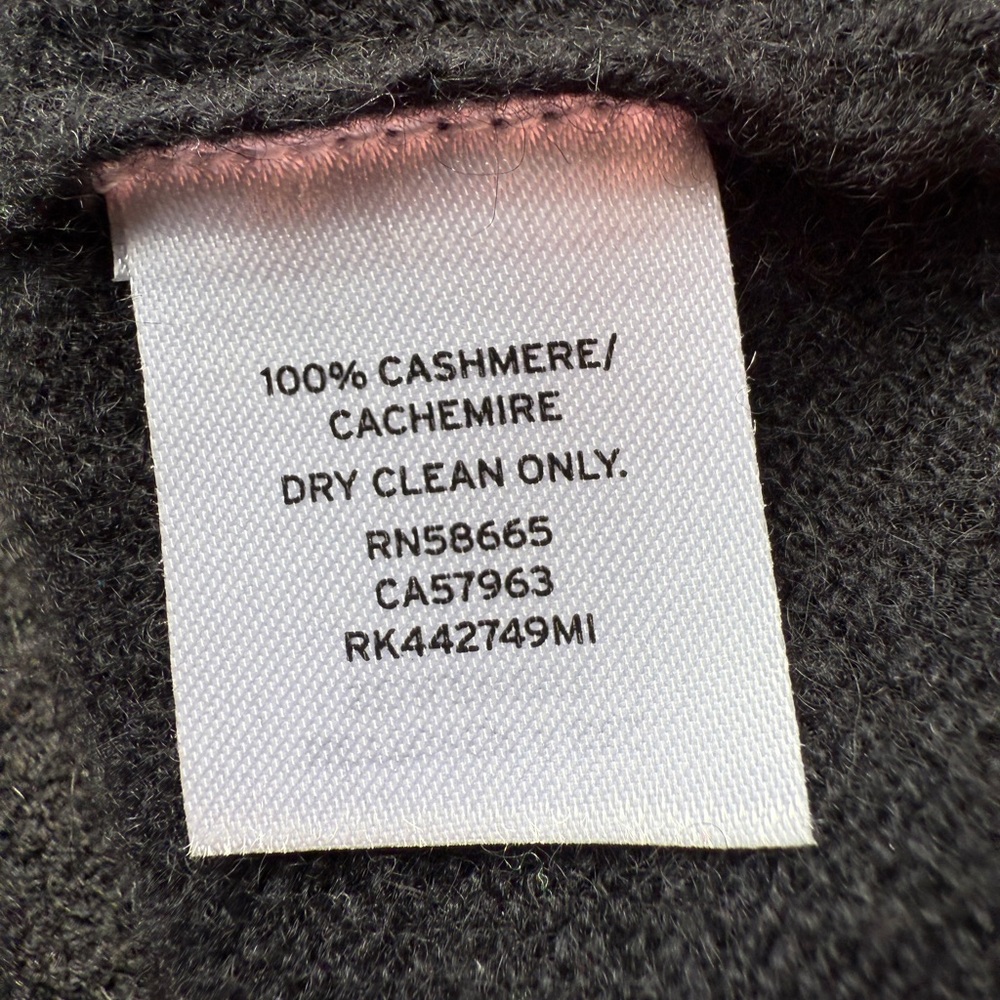 100% CASHMERE/
CACHEMIRE
DRY CLEAN ONLY.
RN58665
CA57963
RK442749MI